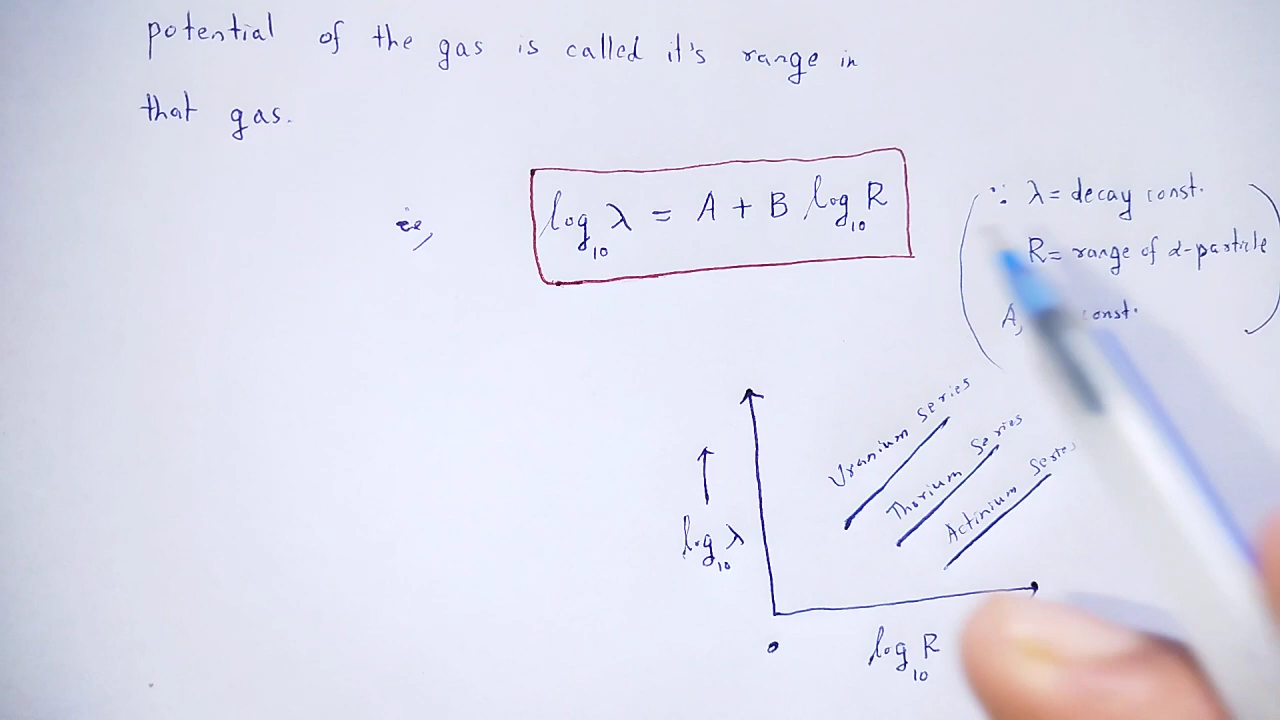 potential of the gas is called it's range in
that gas.
ie,
log₁₀ λ = A + B log₁₀ R
∵ λ = decay const.
R = range of α-particle
A, const.
Uranium series
Thorium Series
Actinium Series
log₁₀ λ
log₁₀ R